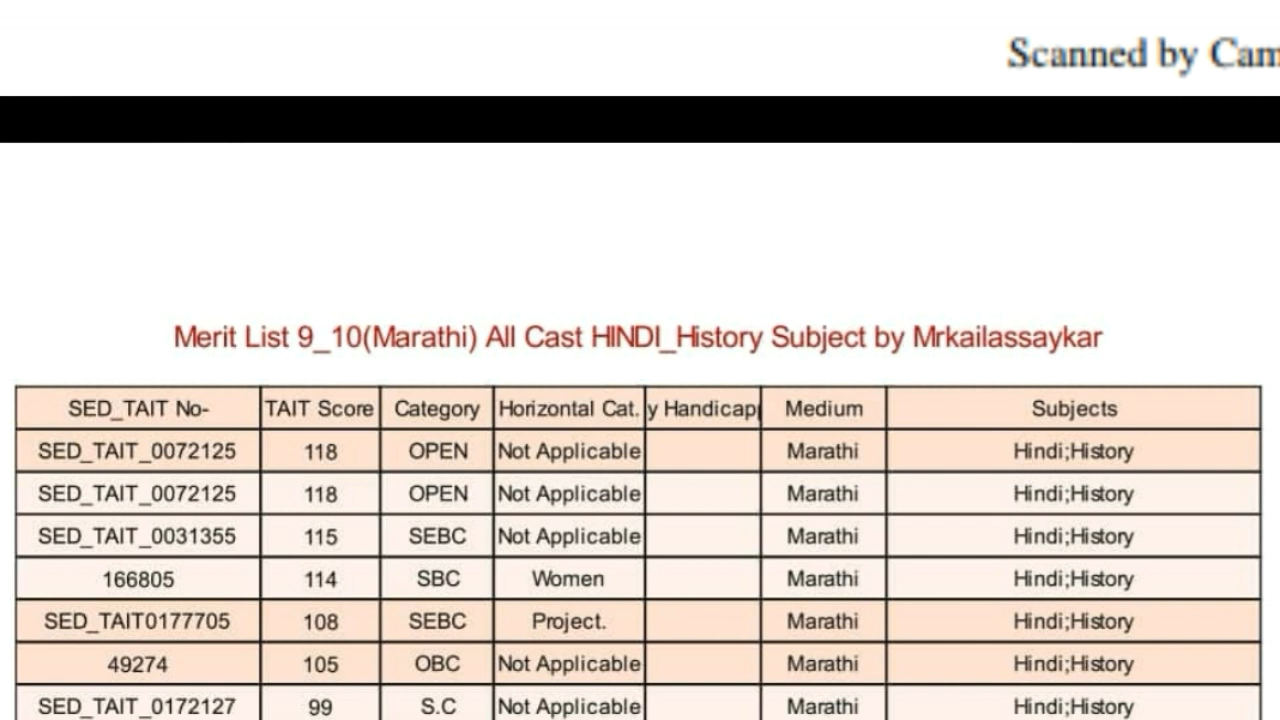 Scanned by Cam
Merit List 9_10(Marathi) All Cast HINDI_History Subject by Mrkailassaykar
SED_TAIT No- TAIT Score Category Horizontal Cat. y Handicapp Medium Subjects
SED_TAIT_0072125 118 OPEN Not Applicable Marathi Hindi;History
SED_TAIT_0072125 118 OPEN Not Applicable Marathi Hindi;History
SED_TAIT_0031355 115 SEBC Not Applicable Marathi Hindi;History
166805 114 SBC Women Marathi Hindi;History
SED_TAIT0177705 108 SEBC Project. Marathi Hindi;History
49274 105 OBC Not Applicable Marathi Hindi;History
SED_TAIT_0172127 99 S.C Not Applicable Marathi Hindi;History